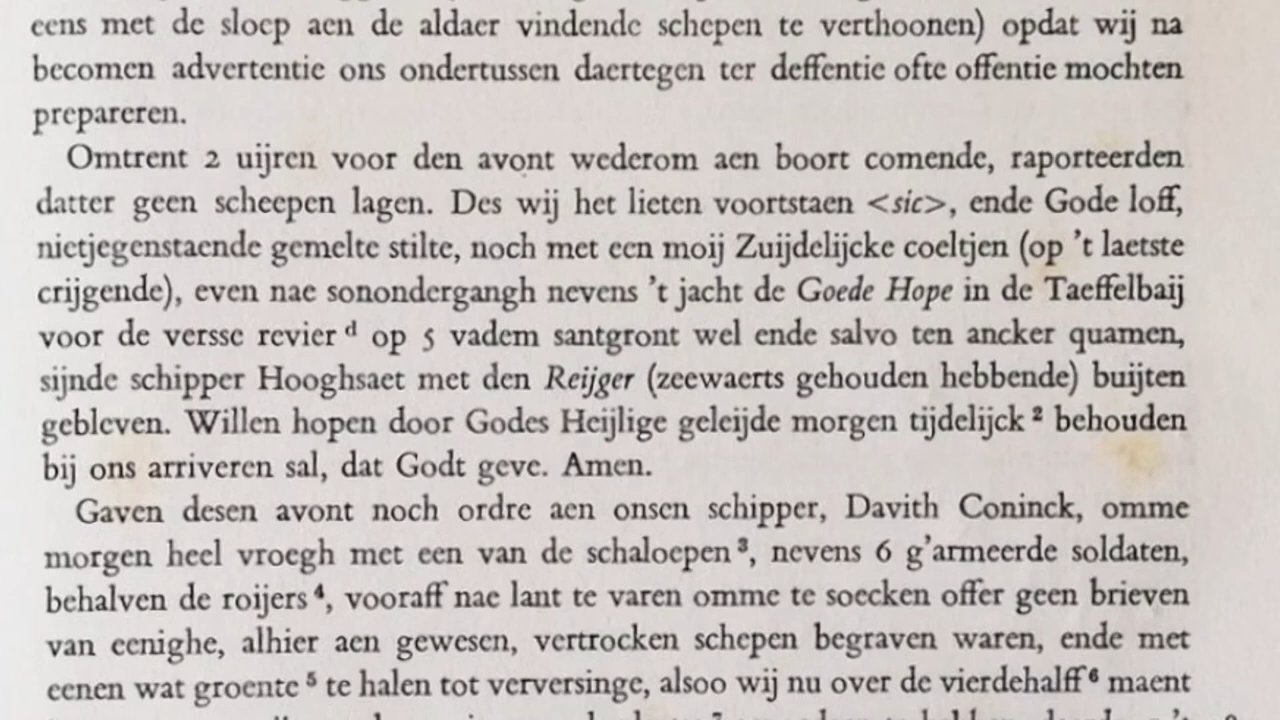 eens met de sloep aen de aldaer vindende schepen te verthoonen) opdat wij na
becomen advertentie ons ondertussen daertegen ter deffentie ofte offentie mochten
prepareren.
Omtrent 2 uijren voor den avont wederom aen boort comende, raporteerden
datter geen scheepen lagen. Des wij het lieten voortstaen <sic>, ende Gode loff,
nietjegenstaende gemelte stilte, noch met een moij Zuijdelijcke coeltjen (op 't laetste
crijgende), even nae sonondergangh nevens 't jacht de Goede Hope in de Taeffelbaij
voor de versse revier ᵈ op 5 vadem santgront wel ende salvo ten ancker quamen,
sijnde schipper Hooghsaet met den Reijger (zeewaerts gehouden hebbende) buijten
gebleven. Willen hopen door Godes Heijlige geleijde morgen tijdelijck ² behouden
bij ons arriveren sal, dat Godt geve. Amen.
Gaven desen avont noch ordre aen onsen schipper, Davith Coninck, omme
morgen heel vroegh met een van de schaloepen ³, nevens 6 g'armeerde soldaten,
behalven de roijers ⁴, vooraff nae lant te varen omme te soecken offer geen brieven
van eenighe, alhier aen gewesen, vertrocken schepen begraven waren, ende met
eenen wat groente ⁵ te halen tot verversinge, alsoo wij nu over de vierdehalff ⁶ maent